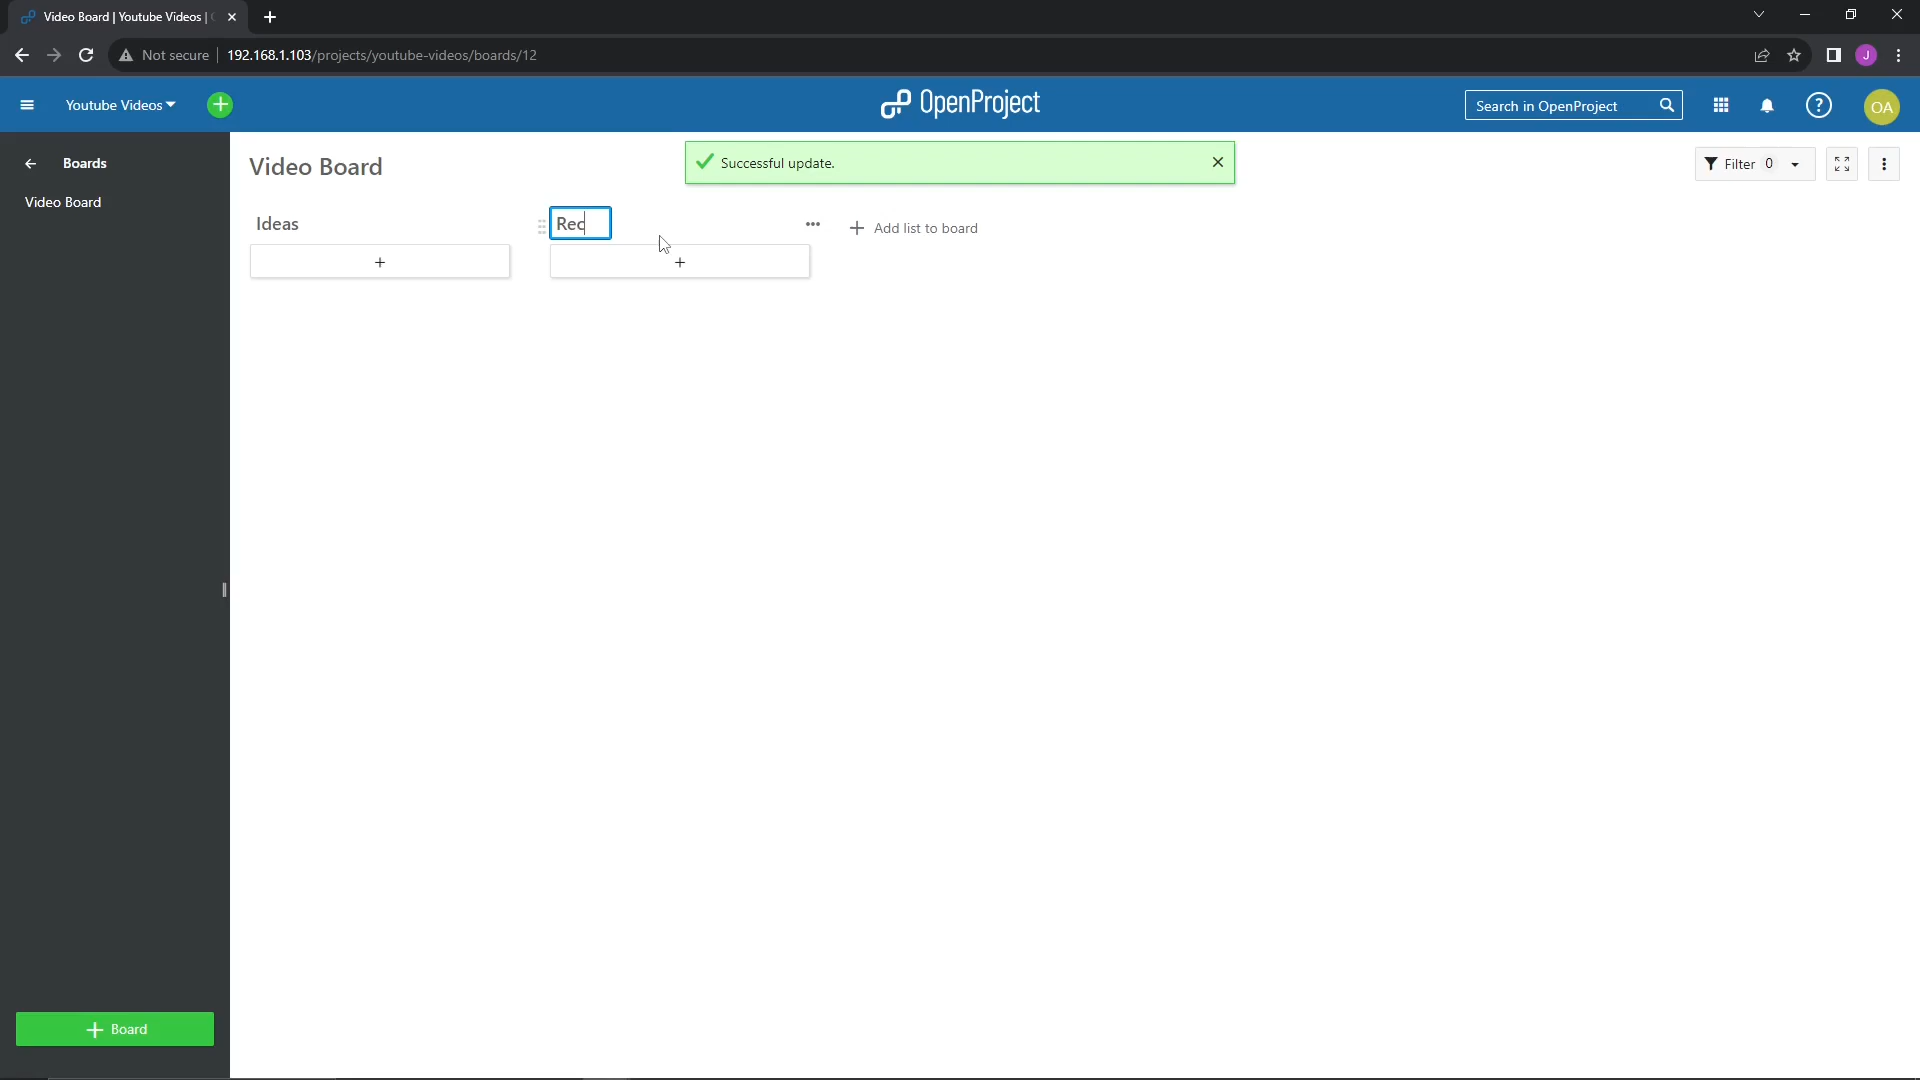 Video Board | Youtube Videos |
Not secure
192.168.1.103/projects/youtube-videos/boards/12
J
Youtube Videos
OpenProject
Search in OpenProject
?
OA
Boards
Video Board
Video Board
Successful update.
Filter 0
Ideas
Rec
Add list to board
+
+
Board